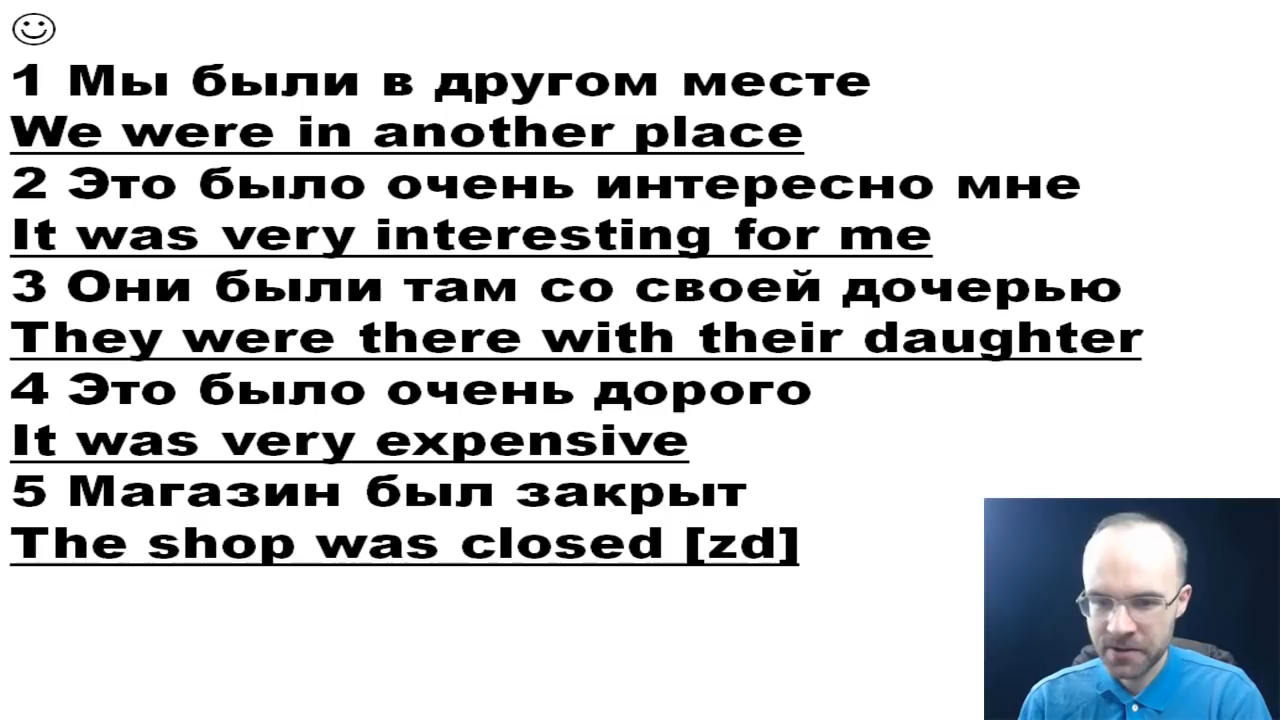 1 Мы были в другом месте
We were in another place
2 Это было очень интересно мне
It was very interesting for me
3 Они были там со своей дочерью
They were there with their daughter
4 Это было очень дорого
It was very expensive
5 Магазин был закрыт
The shop was closed [zd]